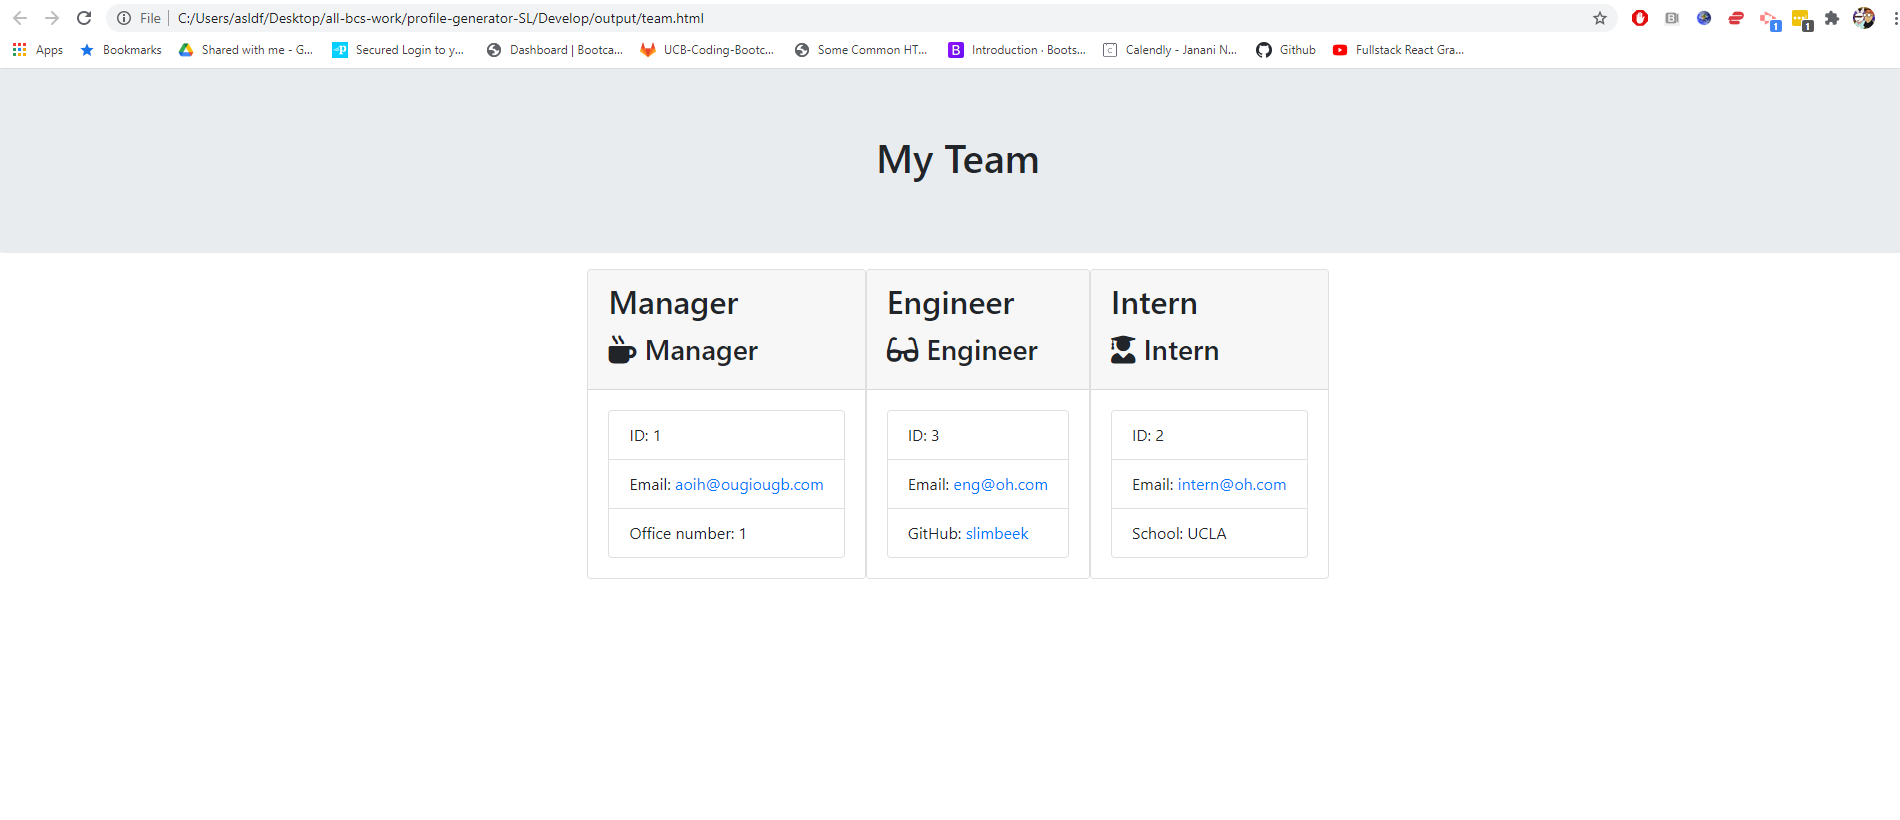 File C:/Users/asldf/Desktop/all-bcs-work/profile-generator-SL/Develop/output/team.html
1 1
Apps Bookmarks Shared with me - G... Secured Login to y... Dashboard | Bootca... UCB-Coding-Bootc... Some Common HT... B Introduction · Boots... C Calendly - Janani N... Github Fullstack React Gra...
My Team
Manager
Manager
ID: 1
Email: aoih@ougiougb.com
Office number: 1
Engineer
Engineer
ID: 3
Email: eng@oh.com
GitHub: slimbeek
Intern
Intern
ID: 2
Email: intern@oh.com
School: UCLA